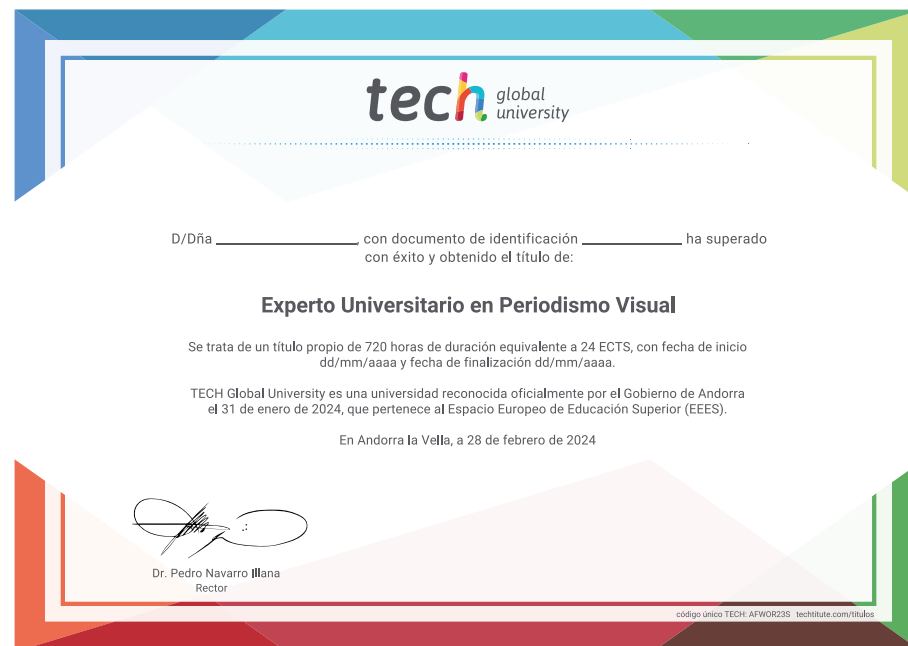 tech global university
D/Dña ____________________, con documento de identificación ______________ ha superado
con éxito y obtenido el título de:
Experto Universitario en Periodismo Visual
Se trata de un título propio de 720 horas de duración equivalente a 24 ECTS, con fecha de inicio
dd/mm/aaaa y fecha de finalización dd/mm/aaaa.
TECH Global University es una universidad reconocida oficialmente por el Gobierno de Andorra
el 31 de enero de 2024, que pertenece al Espacio Europeo de Educación Superior (EEES).
En Andorra la Vella, a 28 de febrero de 2024
Dr. Pedro Navarro Illana
Rector
código único TECH: AFWOR23S techtitute.com/titulos